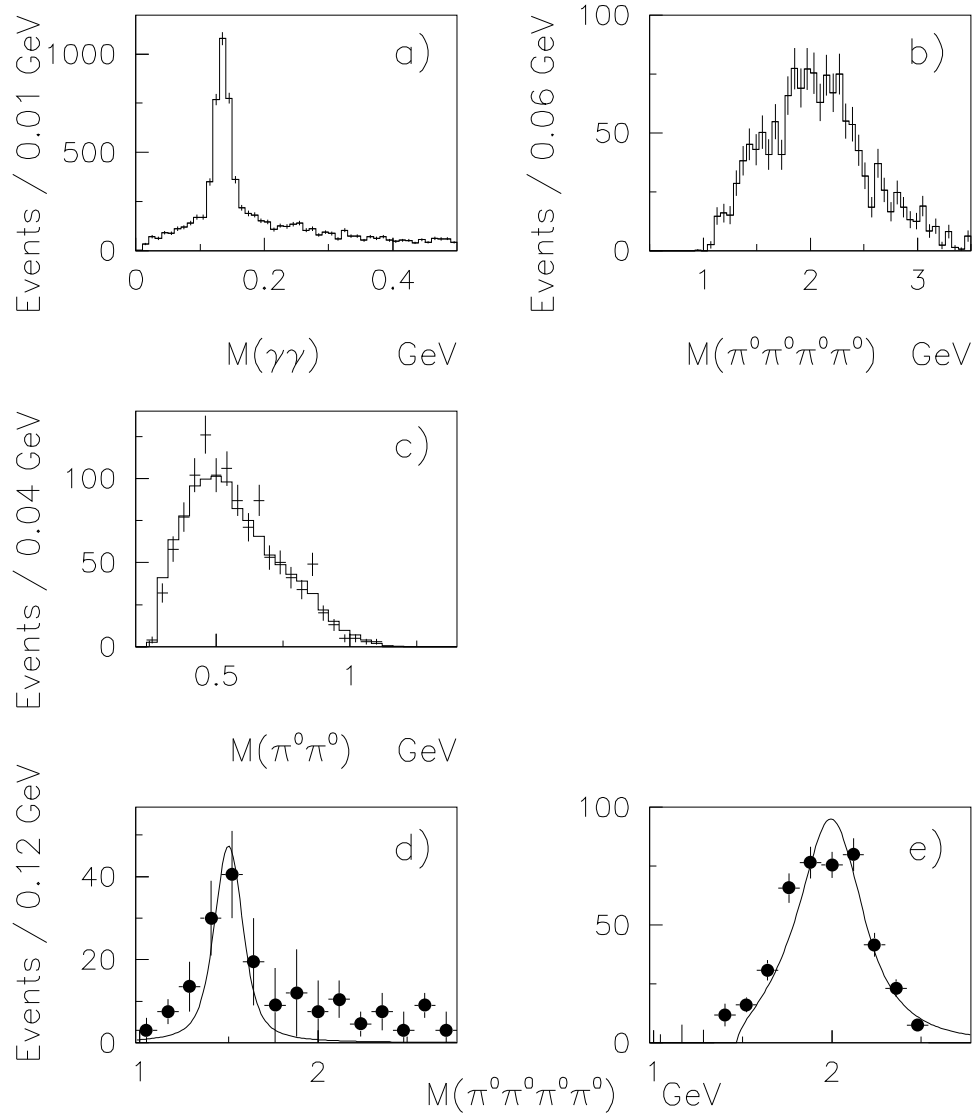 Events / 0.01 GeV
1000
500
0
a)
0
0.2
0.4
M(γγ) GeV
Events / 0.06 GeV
100
50
0
b)
1
2
3
M(π⁰π⁰π⁰π⁰) GeV
Events / 0.04 GeV
100
50
0
c)
0.5
1
M(π⁰π⁰) GeV
Events / 0.12 GeV
40
20
0
d)
1
2
100
50
0
e)
1
2
M(π⁰π⁰π⁰π⁰) GeV